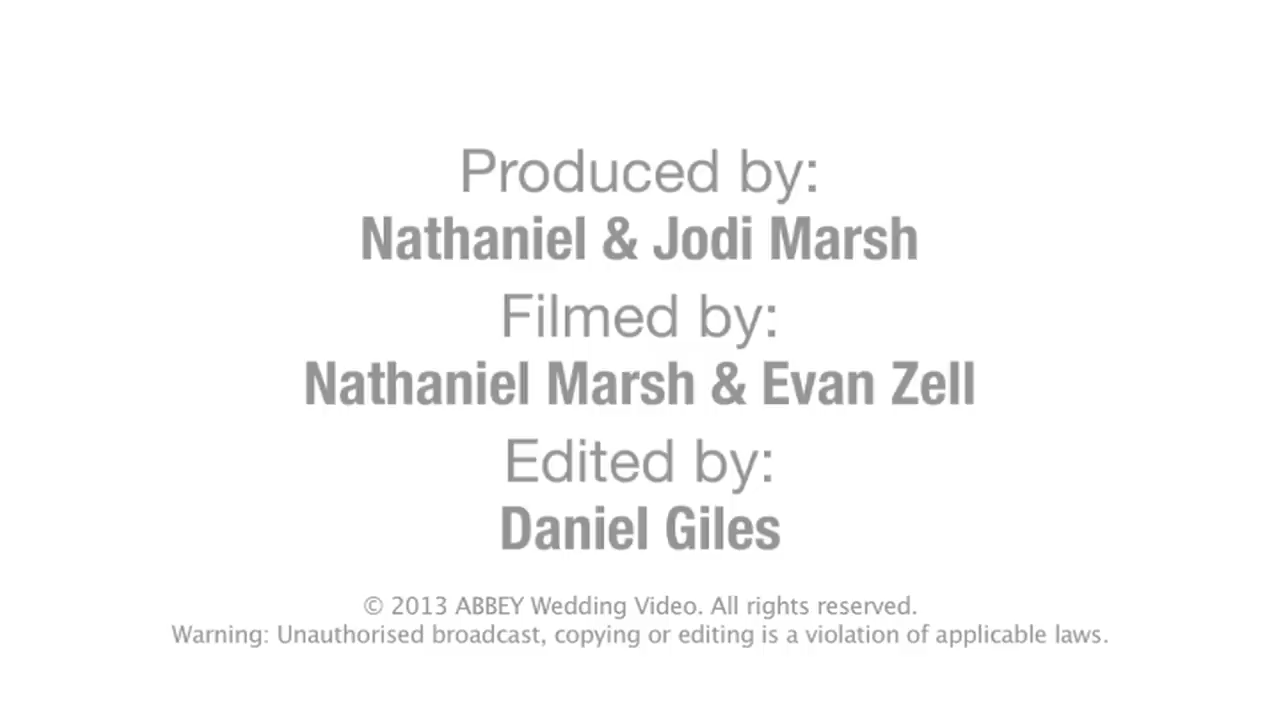 Produced by:
Nathaniel & Jodi Marsh
Filmed by:
Nathaniel Marsh & Evan Zell
Edited by:
Daniel Giles
© 2013 ABBEY Wedding Video. All rights reserved.
Warning: Unauthorised broadcast, copying or editing is a violation of applicable laws.